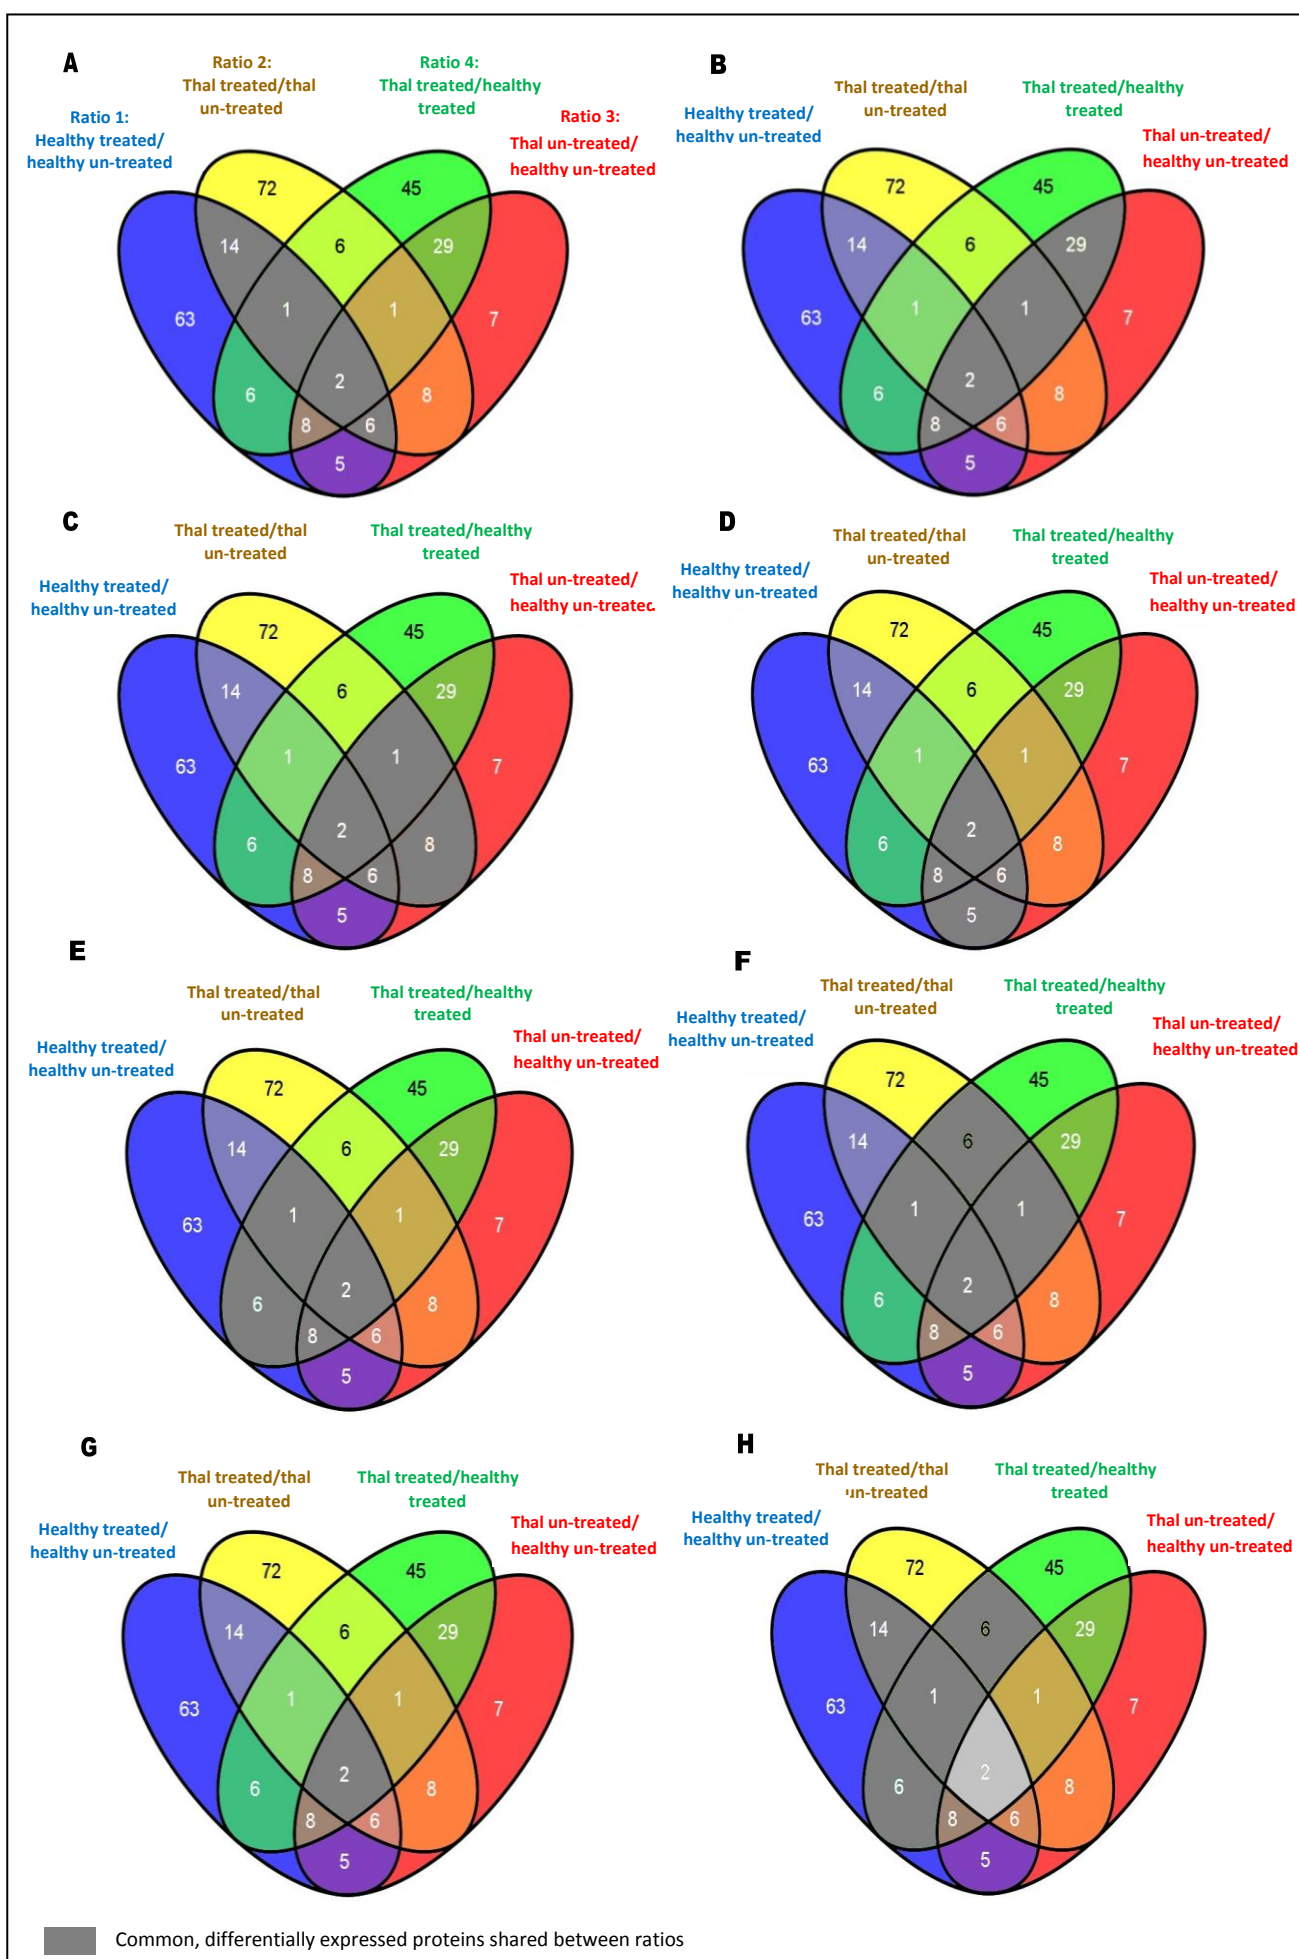 A
Ratio 2:
Thal treated/thal
un-treated
Ratio 4:
Thal treated/healthy
treated
Ratio 1:
Healthy treated/
healthy un-treated
Ratio 3:
Thal un-treated/
healthy un-treated
72
45
14
6
29
63
1
1
7
6
2
8
8
6
5
B
Thal treated/thal
un-treated
Thal treated/healthy
treated
Healthy treated/
healthy un-treated
Thal un-treated/
healthy un-treated
72
45
14
6
29
63
1
1
7
6
2
8
8
6
5
C
Thal treated/thal
un-treated
Thal treated/healthy
treated
Healthy treated/
healthy un-treated
Thal un-treated/
healthy un-treated
72
45
14
6
29
63
1
1
7
6
2
8
8
6
5
D
Thal treated/thal
un-treated
Thal treated/healthy
treated
Healthy treated/
healthy un-treated
Thal un-treated/
healthy un-treated
72
45
14
6
29
63
1
1
7
6
2
8
8
6
5
E
Thal treated/thal
un-treated
Thal treated/healthy
treated
Healthy treated/
healthy un-treated
Thal un-treated/
healthy un-treated
72
45
14
6
29
63
1
1
7
6
2
8
8
6
5
F
Thal treated/thal
un-treated
Thal treated/healthy
treated
Healthy treated/
healthy un-treated
Thal un-treated/
healthy un-treated
72
45
14
6
29
63
1
1
7
6
2
8
8
6
5
G
Thal treated/thal
un-treated
Thal treated/healthy
treated
Healthy treated/
healthy un-treated
Thal un-treated/
healthy un-treated
72
45
14
6
29
63
1
1
7
6
2
8
8
6
5
H
Thal treated/thal
un-treated
Thal treated/healthy
treated
Healthy treated/
healthy un-treated
Thal un-treated/
healthy un-treated
72
45
14
6
29
63
1
1
7
6
2
8
8
6
5
Common, differentially expressed proteins shared between ratios